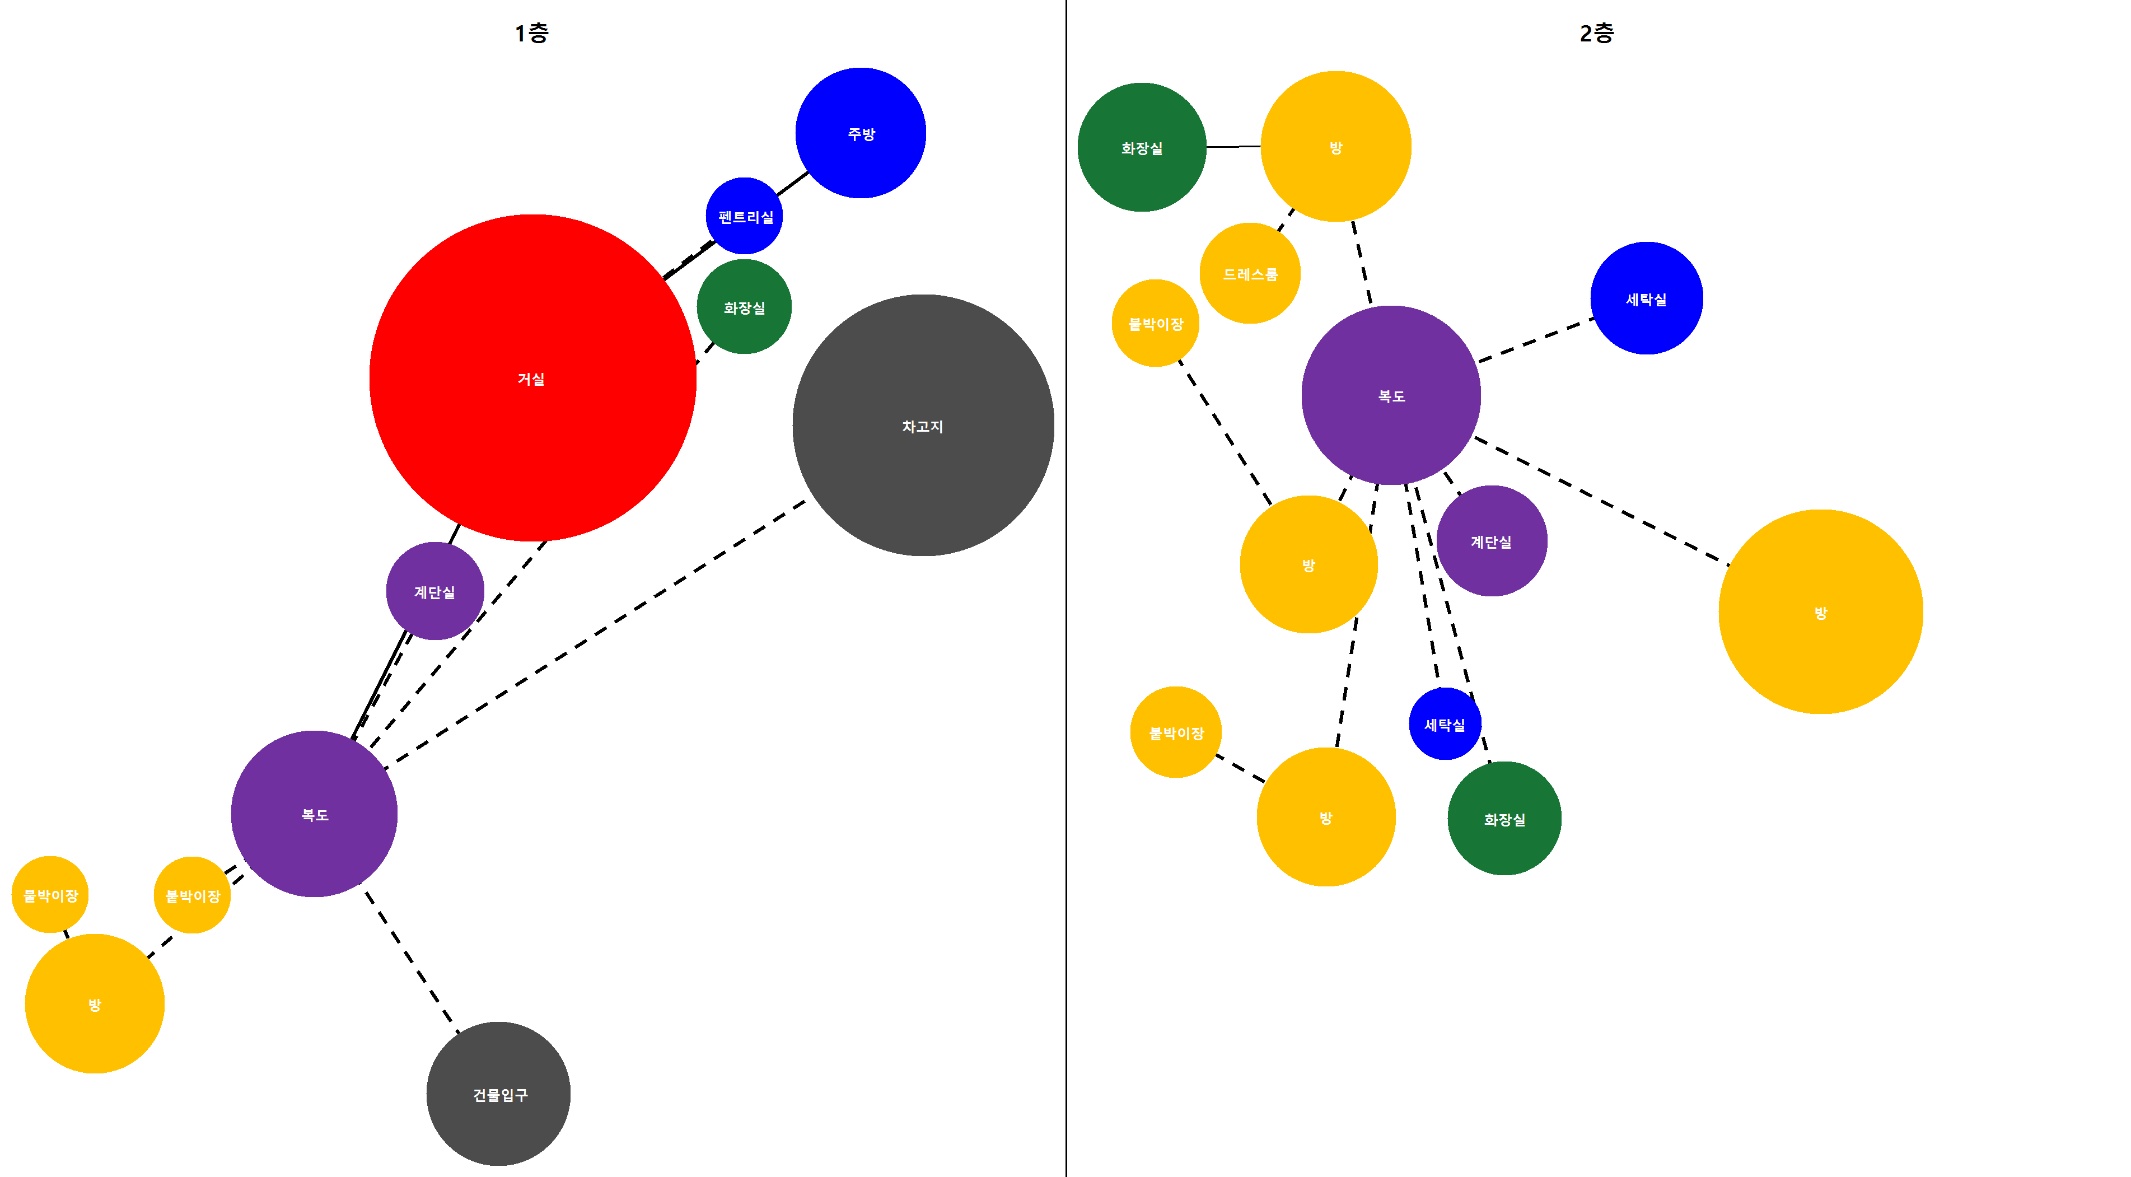 1층
주방
펜트리실
화장실
거실
차고지
계단실
복도
붙박이장
붙박이장
방
건물입구
2층
화장실
방
드레스룸
세탁실
붙박이장
복도
계단실
방
방
세탁실
붙박이장
방
화장실